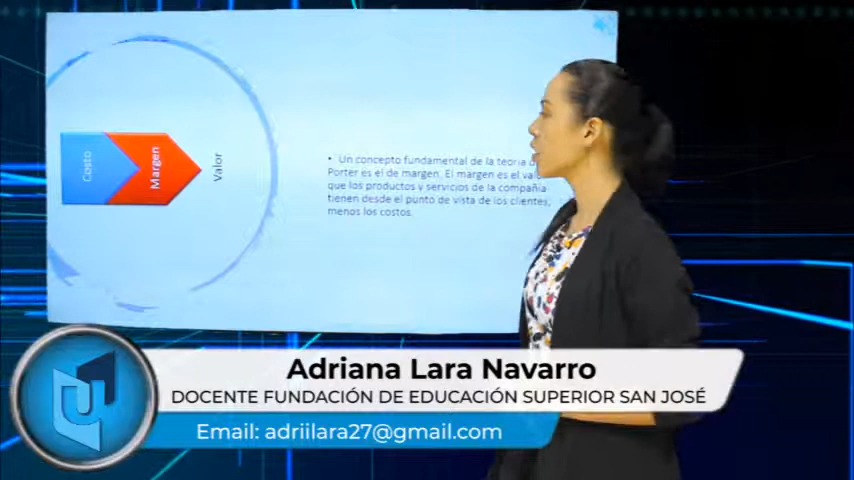 Costo
Margen
Valor
• Un concepto fundamental de la teoría
Porter es el de margen. El margen es el
que los productos y servicios de la compañía
tienen desde el punto de vista de los clientes,
menos los costos.
Adriana Lara Navarro
DOCENTE FUNDACIÓN DE EDUCACIÓN SUPERIOR SAN JOSÉ
Email: adriilara27@gmail.com